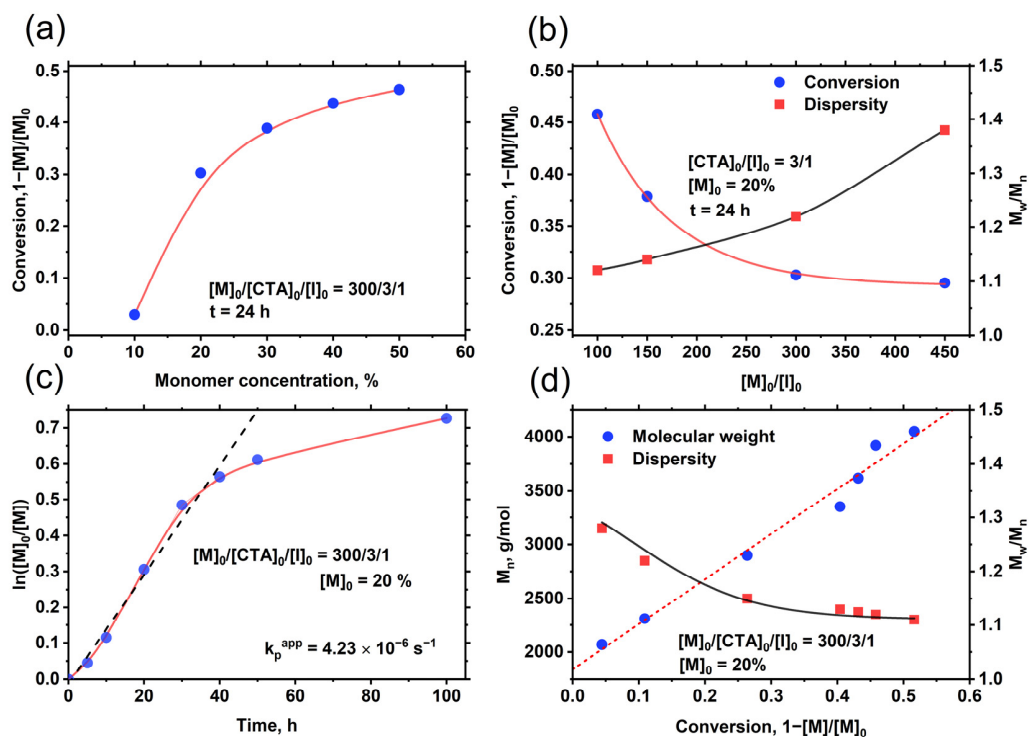 (a)
0.5
0.4
0.3
0.2
0.1
0.0
Conversion,1−[M]/[M]₀
[M]₀/[CTA]₀/[I]₀ = 300/3/1
t = 24 h
0 10 20 30 40 50 60
Monomer concentration, %
(b)
0.50
0.45
0.40
0.35
0.30
0.25
Conversion, 1−[M]/[M]₀
Conversion
Dispersity
[CTA]₀/[I]₀ = 3/1
[M]₀ = 20%
t = 24 h
1.5
1.4
1.3
1.2
1.1
1.0
M_w/M_n
100 150 200 250 300 350 400 450
[M]₀/[I]₀
(c)
0.7
0.6
0.5
0.4
0.3
0.2
0.1
0.0
ln([M]₀/[M])
[M]₀/[CTA]₀/[I]₀ = 300/3/1
[M]₀ = 20 %
k_p^app = 4.23 × 10⁻⁶ s⁻¹
0 20 40 60 80 100
Time, h
(d)
4000
3500
3000
2500
2000
M_n, g/mol
Molecular weight
Dispersity
[M]₀/[CTA]₀/[I]₀ = 300/3/1
[M]₀ = 20%
1.5
1.4
1.3
1.2
1.1
1.0
M_w/M_n
0.0 0.1 0.2 0.3 0.4 0.5 0.6
Conversion, 1−[M]/[M]₀